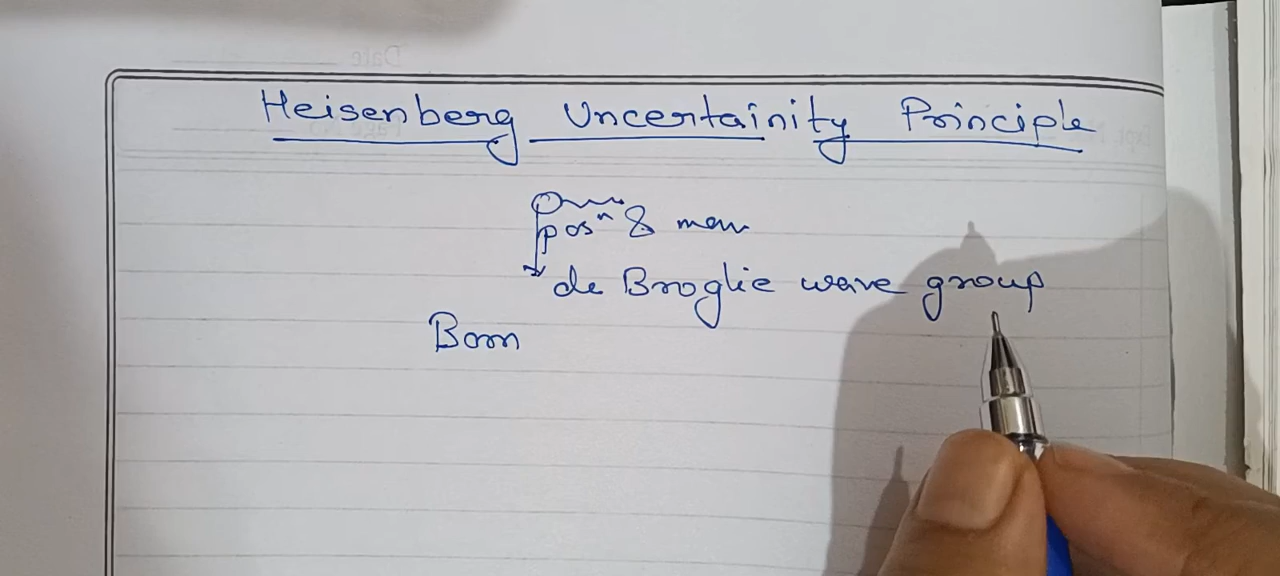 Heisenberg Uncertainity Principle
posⁿ & mom
de Broglie wave group
Born